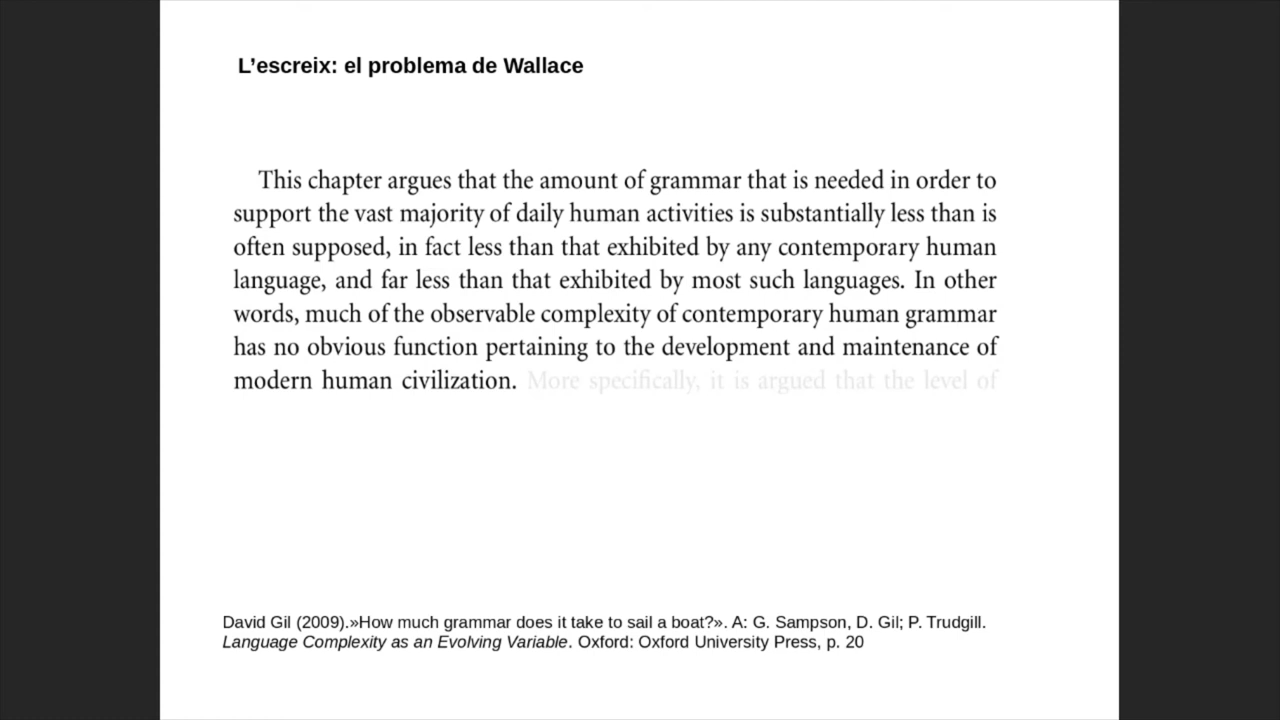 L’escreix: el problema de Wallace
This chapter argues that the amount of grammar that is needed in order to
support the vast majority of daily human activities is substantially less than is
often supposed, in fact less than that exhibited by any contemporary human
language, and far less than that exhibited by most such languages. In other
words, much of the observable complexity of contemporary human grammar
has no obvious function pertaining to the development and maintenance of
modern human civilization. More specifically, it is argued that the level of
David Gil (2009).»How much grammar does it take to sail a boat?». A: G. Sampson, D. Gil; P. Trudgill.
Language Complexity as an Evolving Variable. Oxford: Oxford University Press, p. 20